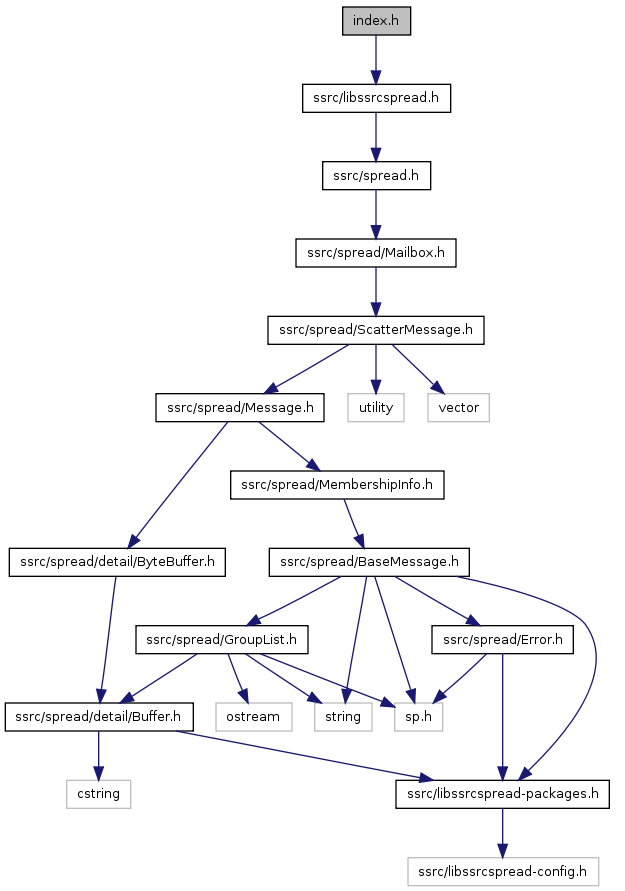 index.h
ssrc/libssrcspread.h
ssrc/spread.h
ssrc/spread/Mailbox.h
ssrc/spread/ScatterMessage.h
ssrc/spread/Message.h
utility
vector
ssrc/spread/MembershipInfo.h
ssrc/spread/detail/ByteBuffer.h
ssrc/spread/BaseMessage.h
ssrc/spread/GroupList.h
ssrc/spread/Error.h
ssrc/spread/detail/Buffer.h
ostream
string
sp.h
cstring
ssrc/libssrcspread-packages.h
ssrc/libssrcspread-config.h